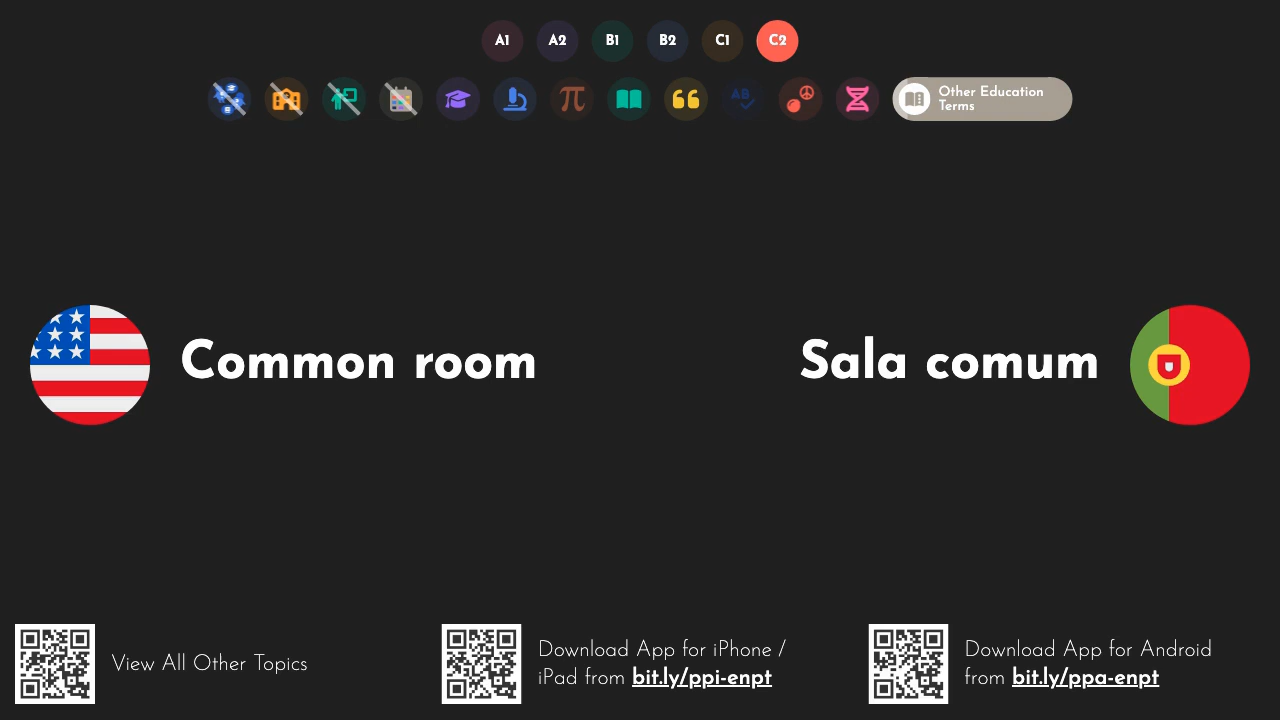 A1 A2 B1 B2 C1 C2
AB
Other Education
Terms
Common room
Sala comum
View All Other Topics
Download App for iPhone /
iPad from bit.ly/ppi-enpt
Download App for Android
from bit.ly/ppa-enpt